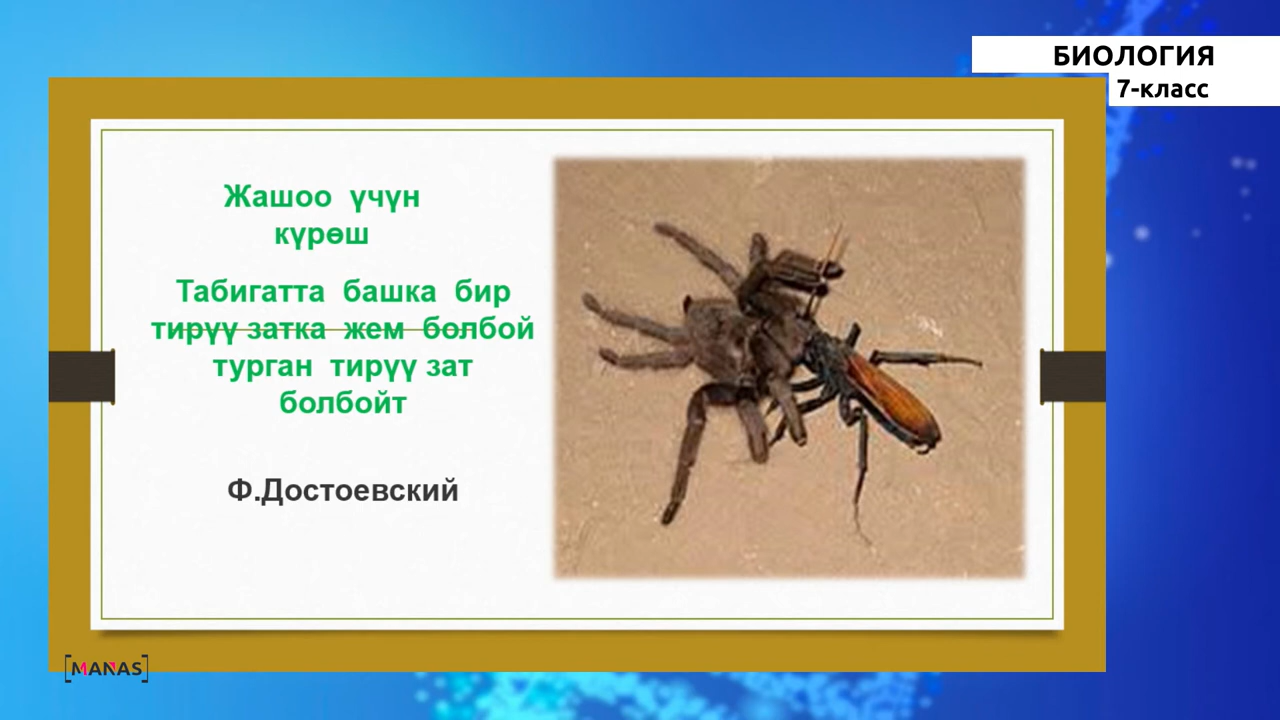 БИОЛОГИЯ
7-класс
Жашоо үчүн
күрөш
Табигатта башка бир
тирүү затка жем болбой
турган тирүү зат
болбойт
Ф.Достоевский
[MANAS]